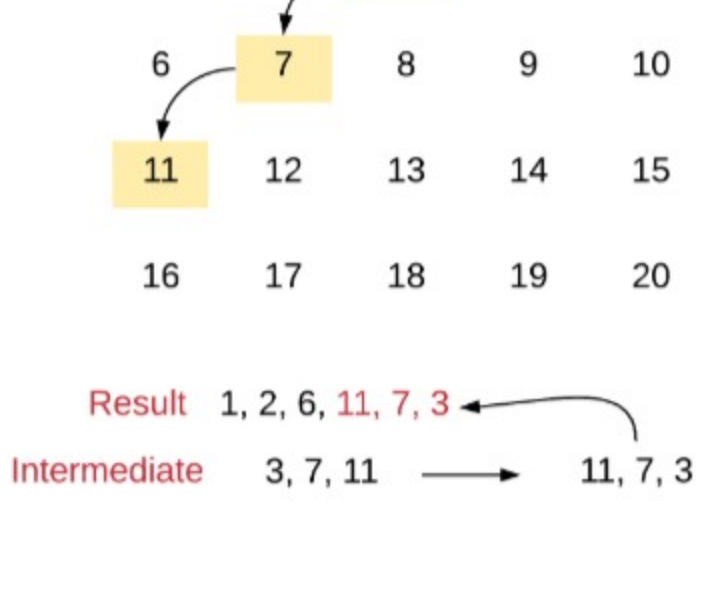 6 7 8 9 10
11 12 13 14 15
16 17 18 19 20
Result 1, 2, 6, 11, 7, 3
Intermediate 3, 7, 11 11, 7, 3